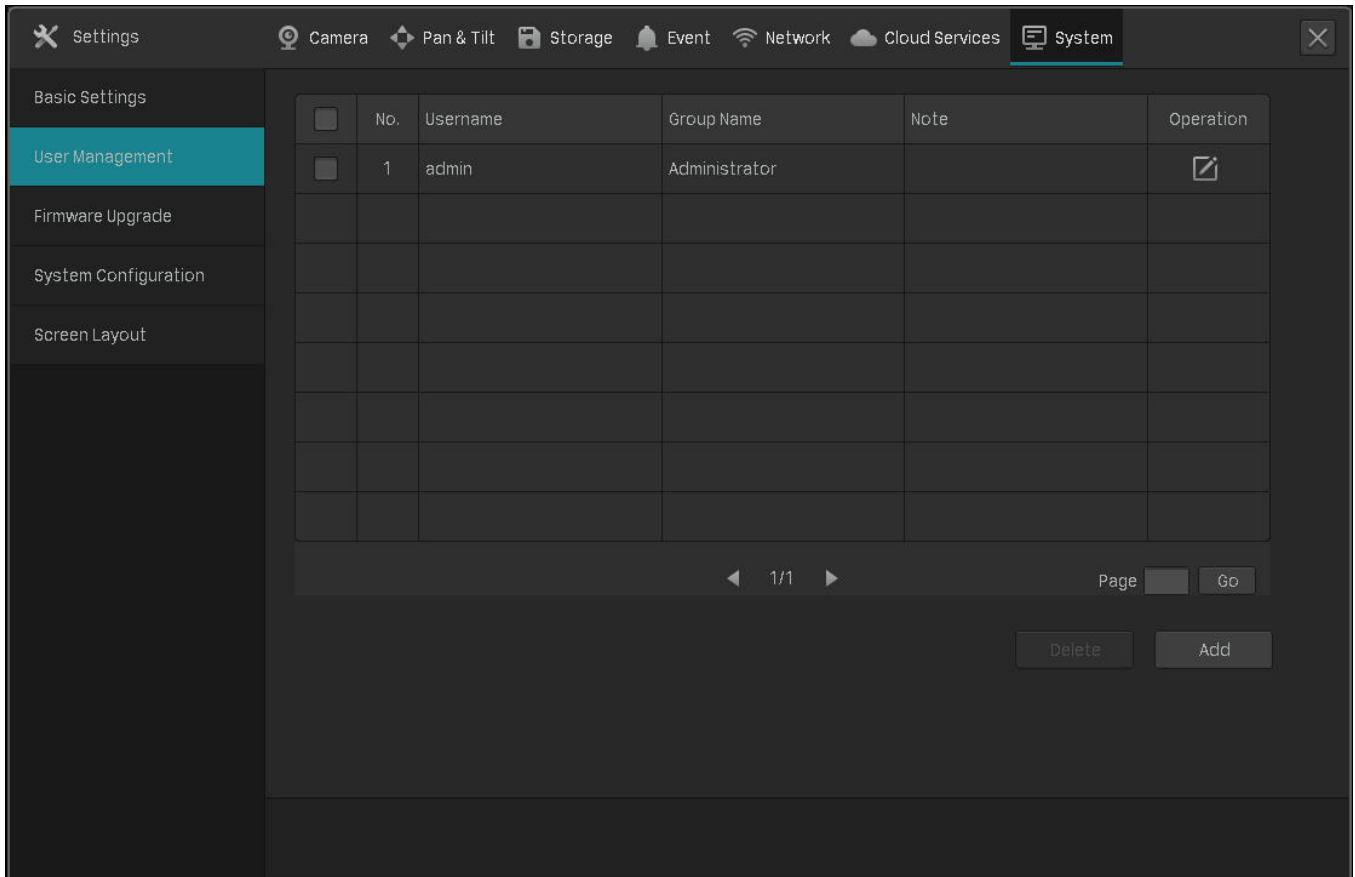 Settings Camera Pan & Tilt Storage Event Network Cloud Services System
Basic Settings
User Management
Firmware Upgrade
System Configuration
Screen Layout
No. Username Group Name Note Operation
1 admin Administrator
1/1 Page Go
Delete Add